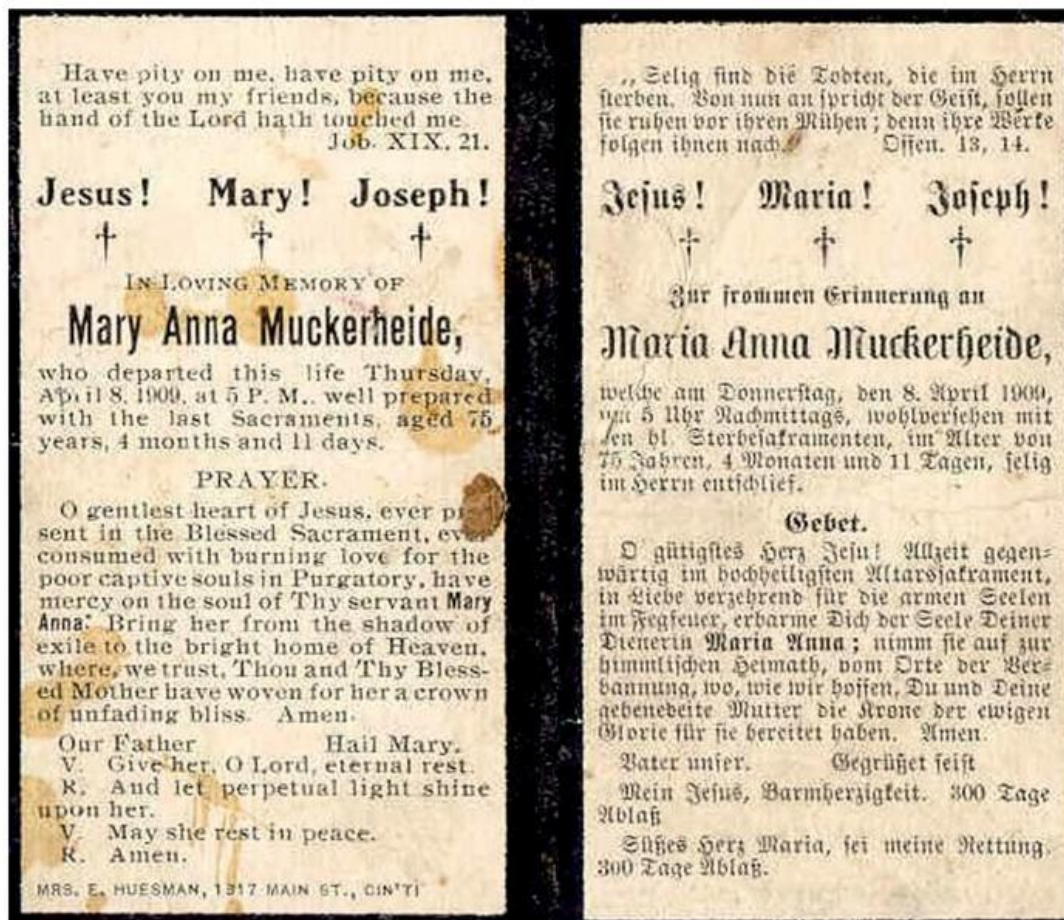 Have pity on me, have pity on me,
at least you my friends, because the
hand of the Lord hath touched me
Job. XIX. 21.
Jesus! Mary! Joseph!
† † †
IN LOVING MEMORY OF
Mary Anna Muckerheide,
who departed this life Thursday,
April 8, 1909, at 5 P. M., well prepared
with the last Sacraments, aged 75
years, 4 months and 11 days.
PRAYER.
O gentlest heart of Jesus, ever pre
sent in the Blessed Sacrament, ever
consumed with burning love for the
poor captive souls in Purgatory, have
mercy on the soul of Thy servant Mary
Anna. Bring her from the shadow of
exile to the bright home of Heaven,
where, we trust, Thou and Thy Bless-
ed Mother have woven for her a crown
of unfading bliss. Amen.
Our Father Hail Mary.
V. Give her, O Lord, eternal rest.
R. And let perpetual light shine
upon her.
V. May she rest in peace.
R. Amen.
MRS. E. HUESMAN, 1317 MAIN ST., CIN'TI
„Selig sind die Todten, die im Herrn
sterben. Von nun an spricht der Geist, sollen
sie ruhen vor ihren Mühen; denn ihre Werke
folgen ihnen nach. Offen. 13, 14.
Jesus! Maria! Joseph!
† † †
Zur frommen Erinnerung an
Maria Anna Muckerheide,
welche am Donnerstag, den 8. April 1909,
um 5 Uhr Nachmittags, wohlversehen mit
den hl. Sterbesakramenten, im Alter von
75 Jahren, 4 Monaten und 11 Tagen, selig
im Herrn entschlief.
Gebet.
O gütigstes Herz Jesu! Allzeit gegen-
wärtig im hochheiligsten Altarssakrament,
in Liebe verzehrend für die armen Seelen
im Fegfeuer, erbarme Dich der Seele Deiner
Dienerin Maria Anna; nimm sie auf zur
himmlischen Heimath, vom Orte der Ver-
bannung, wo, wie wir hoffen, Du und Deine
gebenedeite Mutter die Krone der ewigen
Glorie für sie bereitet haben. Amen.
Vater unser. Gegrüßet seist
Mein Jesus, Barmherzigkeit. 300 Tage
Ablaß
Süßes Herz Maria, sei meine Rettung.
300 Tage Ablaß.